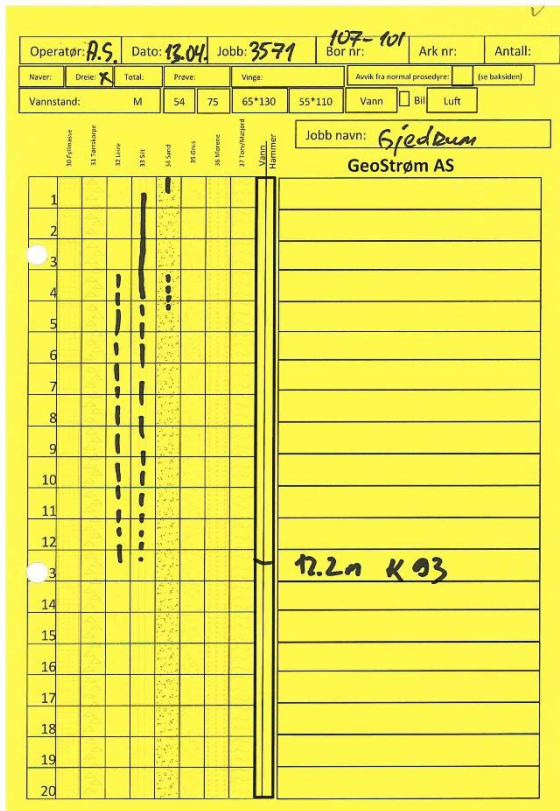 Operatør: A.S. Dato: 13.04. Jobb: 3571 Bor nr: 107-101 Ark nr: Antall:
Naver: Dreie: X Total: Prøve: Vinge: Avvik fra normal prosedyre: (se baksiden)
Vannstand: M 54 75 65*130 55*110 Vann Bil Luft
Jobb navn: Gjedrum
GeoStrøm AS
30 Fyllmasse
31 Tørrskorpe
32 Leire
33 Silt
34 Sand
35 Grus
36 Morene
37 Torv/Matjord
Vann
Hammer
1
2
3
4
5
6
7
8
9
10
11
12
12.2m K 93
3
14
15
16
17
18
19
20